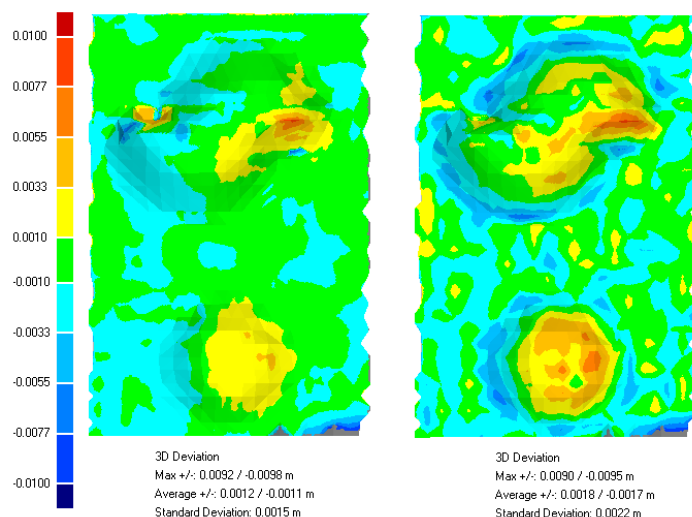 0.0100
0.0077
0.0055
0.0033
0.0010
-0.0010
-0.0033
-0.0055
-0.0077
-0.0100
3D Deviation
Max +/-: 0.0092 / -0.0098 m
Average +/-: 0.0012 / -0.0011 m
Standard Deviation: 0.0015 m
3D Deviation
Max +/-: 0.0090 / -0.0095 m
Average +/-: 0.0018 / -0.0017 m
Standard Deviation: 0.0022 m